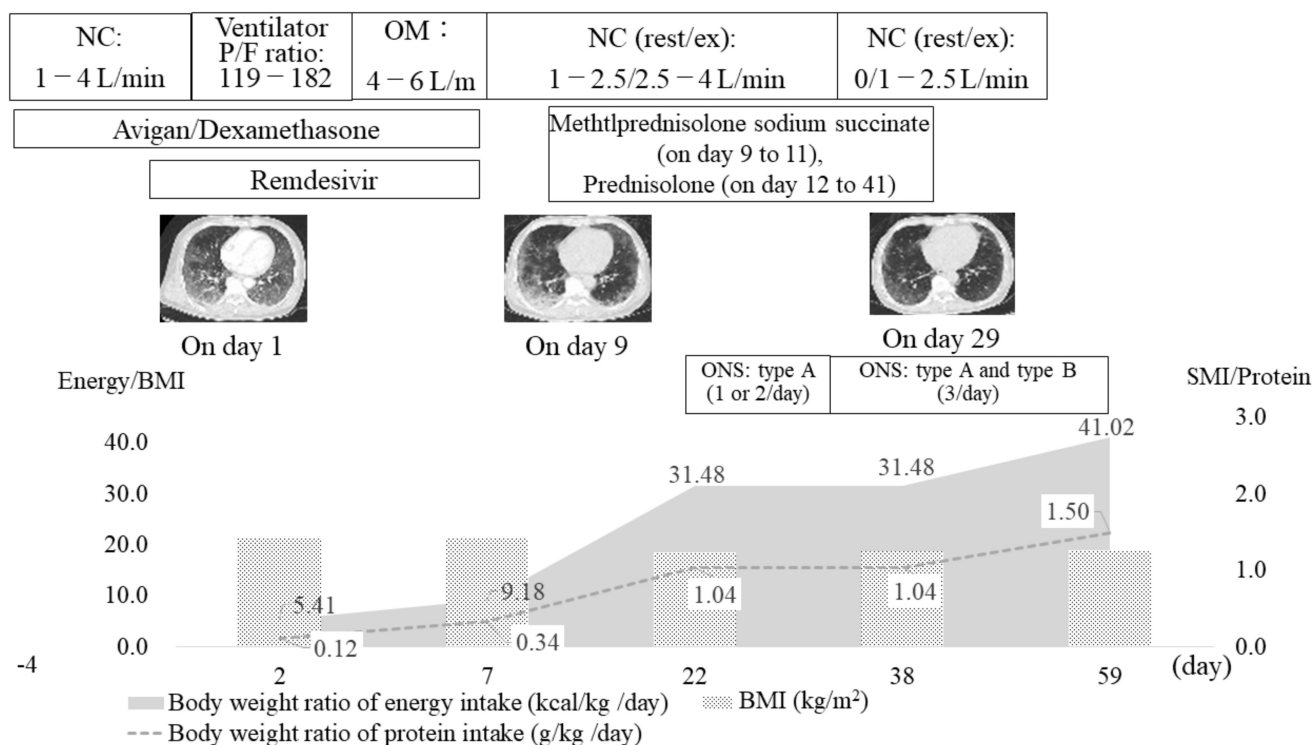 NC:
1－4 L/min
Ventilator
P/F ratio:
119－182
OM：
4－6 L/m
NC (rest/ex):
1－2.5/2.5－4 L/min
NC (rest/ex):
0/1－2.5 L/min
Avigan/Dexamethasone
Remdesivir
Methtlprednisolone sodium succinate
(on day 9 to 11),
Prednisolone (on day 12 to 41)
On day 1
On day 9
On day 29
ONS: type A
(1 or 2/day)
ONS: type A and type B
(3/day)
Energy/BMI
SMI/Protein
40.0
30.0
20.0
10.0
0.0
3.0
2.0
1.0
0.0
5.41
9.18
31.48
31.48
41.02
0.12
0.34
1.04
1.04
1.50
-4
2
7
22
38
59
(day)
Body weight ratio of energy intake (kcal/kg /day)
BMI (kg/m²)
Body weight ratio of protein intake (g/kg /day)